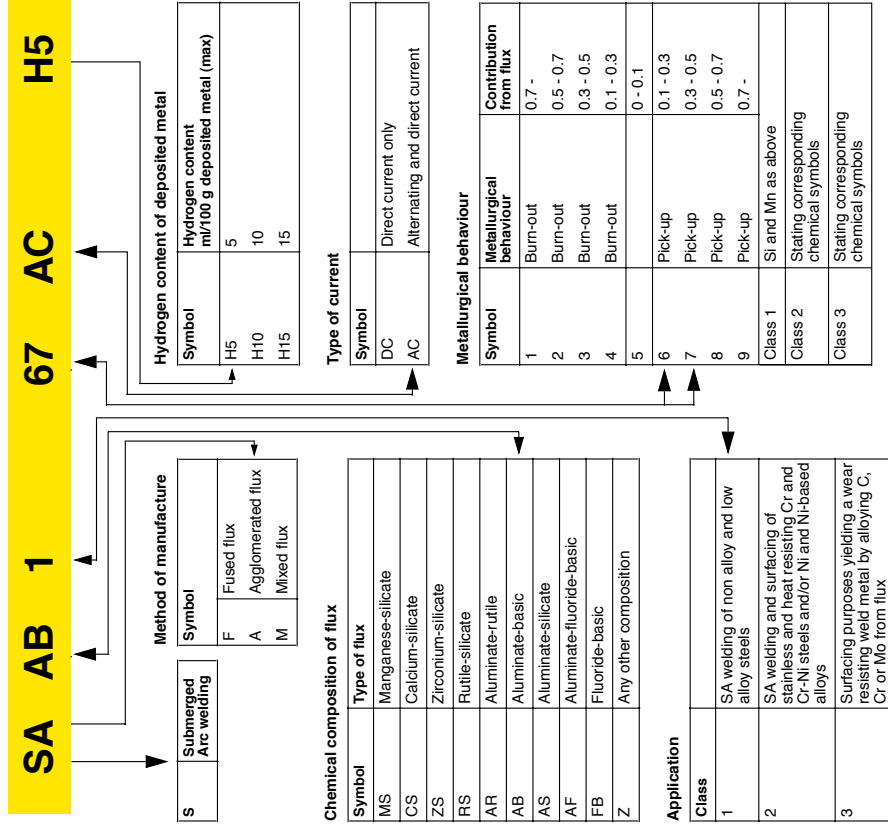 SA AB 1 67 AC H5
S Submerged
Arc welding
Method of manufacture
Symbol
F Fused flux
A Agglomerated flux
M Mixed flux
Chemical composition of flux
Symbol Type of flux
MS Manganese-silicate
CS Calcium-silicate
ZS Zirconium-silicate
RS Rutile-silicate
AR Aluminate-rutile
AB Aluminate-basic
AS Aluminate-silicate
AF Aluminate-fluoride-basic
FB Fluoride-basic
Z Any other composition
Application
Class
1 SA welding of non alloy and low
alloy steels
2 SA welding and surfacing of
stainless and heat resisting Cr and
Cr-Ni steels and/or Ni and Ni-based
alloys
3 Surfacing purposes yielding a wear
resisting weld metal by alloying C,
Cr or Mo from flux
Hydrogen content of deposited metal
Symbol Hydrogen content
ml/100 g deposited metal (max)
H5 5
H10 10
H15 15
Type of current
Symbol
DC Direct current only
AC Alternating and direct current
Metallurgical behaviour
Symbol Metallurgical behaviour Contribution from flux
1 Burn-out 0.7 -
2 Burn-out 0.5 - 0.7
3 Burn-out 0.3 - 0.5
4 Burn-out 0.1 - 0.3
5 0 - 0.1
6 Pick-up 0.1 - 0.3
7 Pick-up 0.3 - 0.5
8 Pick-up 0.5 - 0.7
9 Pick-up 0.7 -
Class 1 Si and Mn as above
Class 2 Stating corresponding
chemical symbols
Class 3 Stating corresponding
chemical symbols